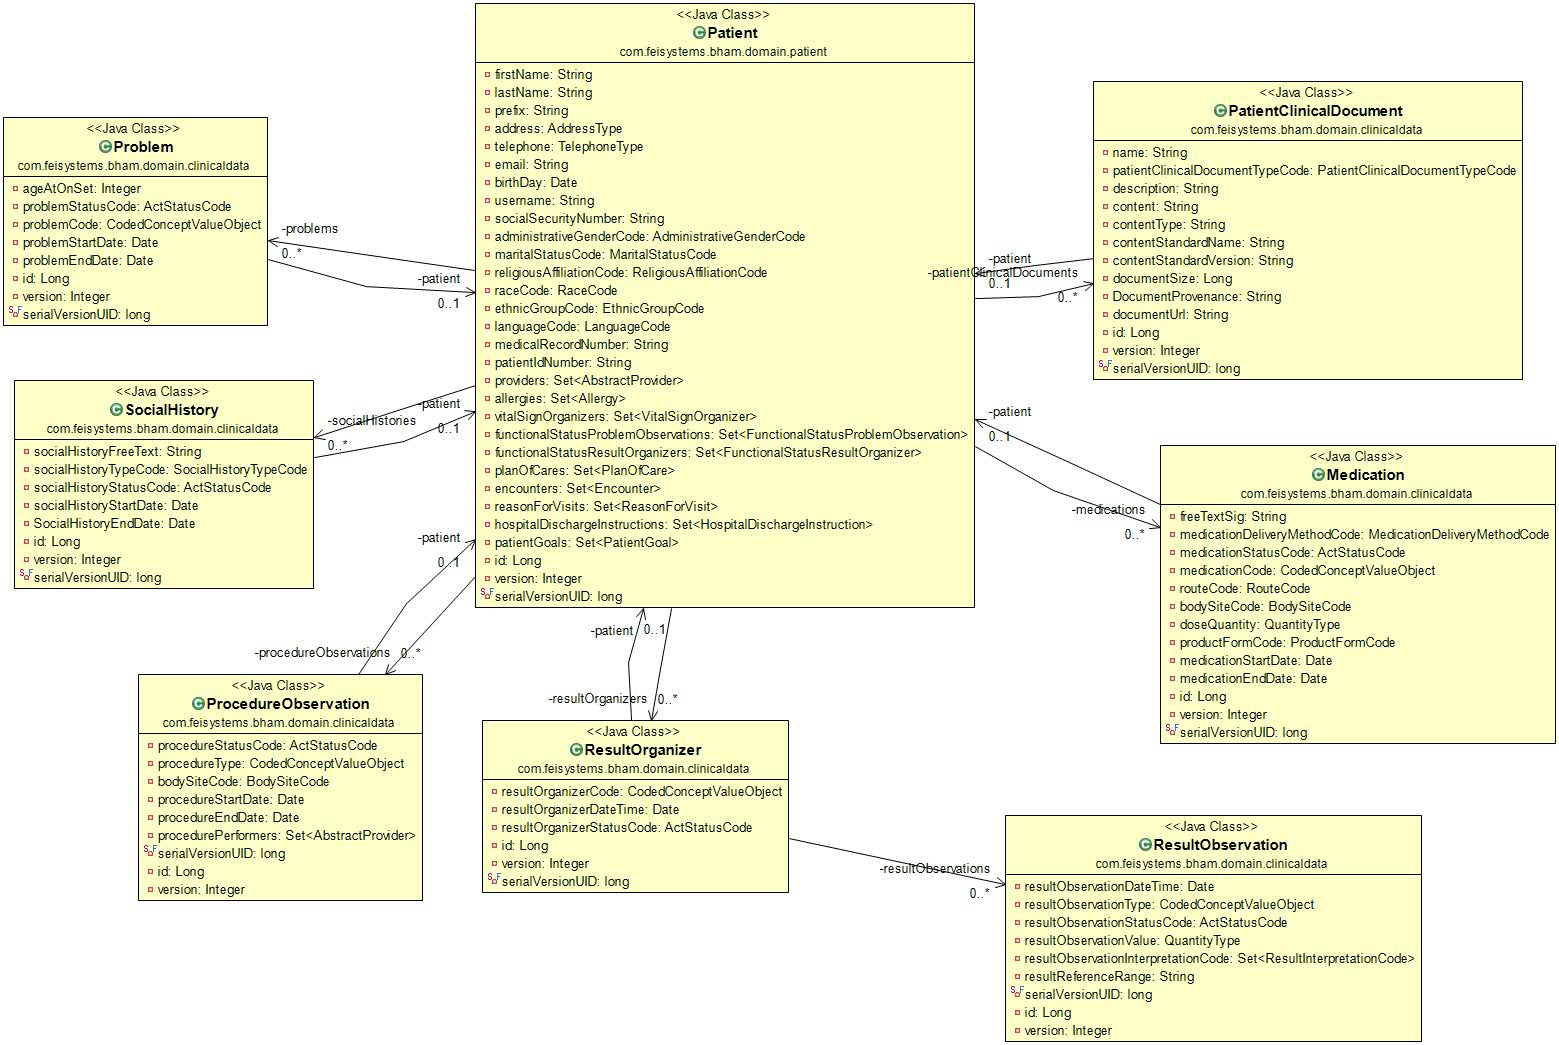 <<Java Class>>
Patient
com.feisystems.bham.domain.patient
firstName: String
lastName: String
prefix: String
address: AddressType
telephone: TelephoneType
email: String
birthDay: Date
username: String
socialSecurityNumber: String
administrativeGenderCode: AdministrativeGenderCode
maritalStatusCode: MaritalStatusCode
religiousAffiliationCode: ReligiousAffiliationCode
raceCode: RaceCode
ethnicGroupCode: EthnicGroupCode
languageCode: LanguageCode
medicalRecordNumber: String
patientIdNumber: String
providers: Set<AbstractProvider>
allergies: Set<Allergy>
vitalSignOrganizers: Set<VitalSignOrganizer>
functionalStatusProblemObservations: Set<FunctionalStatusProblemObservation>
functionalStatusResultOrganizers: Set<FunctionalStatusResultOrganizer>
planOfCares: Set<PlanOfCare>
encounters: Set<Encounter>
reasonForVisits: Set<ReasonForVisit>
hospitalDischargeInstructions: Set<HospitalDischargeInstruction>
patientGoals: Set<PatientGoal>
id: Long
version: Integer
serialVersionUID: long
<<Java Class>>
Problem
com.feisystems.bham.domain.clinicaldata
ageAtOnSet: Integer
problemStatusCode: ActStatusCode
problemCode: CodedConceptValueObject
problemStartDate: Date
problemEndDate: Date
id: Long
version: Integer
serialVersionUID: long
-problems
0..*
-patient
0..1
<<Java Class>>
PatientClinicalDocument
com.feisystems.bham.domain.clinicaldata
name: String
patientClinicalDocumentTypeCode: PatientClinicalDocumentTypeCode
description: String
content: String
contentType: String
contentStandardName: String
contentStandardVersion: String
documentSize: Long
DocumentProvenance: String
documentUrl: String
id: Long
version: Integer
serialVersionUID: long
-patient
-patientClinicalDocuments
0..1
0..*
<<Java Class>>
SocialHistory
com.feisystems.bham.domain.clinicaldata
socialHistoryFreeText: String
socialHistoryTypeCode: SocialHistoryTypeCode
socialHistoryStatusCode: ActStatusCode
socialHistoryStartDate: Date
SocialHistoryEndDate: Date
id: Long
version: Integer
serialVersionUID: long
-patient
-socialHistories
0..1
0..*
-patient
0..1
<<Java Class>>
Medication
com.feisystems.bham.domain.clinicaldata
freeTextSig: String
medicationDeliveryMethodCode: MedicationDeliveryMethodCode
medicationStatusCode: ActStatusCode
medicationCode: CodedConceptValueObject
routeCode: RouteCode
bodySiteCode: BodySiteCode
doseQuantity: QuantityType
productFormCode: ProductFormCode
medicationStartDate: Date
medicationEndDate: Date
id: Long
version: Integer
serialVersionUID: long
-medications
0..*
-patient
0..1
-procedureObservations
0..*
<<Java Class>>
ProcedureObservation
com.feisystems.bham.domain.clinicaldata
procedureStatusCode: ActStatusCode
procedureType: CodedConceptValueObject
bodySiteCode: BodySiteCode
procedureStartDate: Date
procedureEndDate: Date
procedurePerformers: Set<AbstractProvider>
serialVersionUID: long
id: Long
version: Integer
-patient
0..1
-resultOrganizers
0..*
<<Java Class>>
ResultOrganizer
com.feisystems.bham.domain.clinicaldata
resultOrganizerCode: CodedConceptValueObject
resultOrganizerDateTime: Date
resultOrganizerStatusCode: ActStatusCode
id: Long
version: Integer
serialVersionUID: long
-resultObservations
0..*
<<Java Class>>
ResultObservation
com.feisystems.bham.domain.clinicaldata
resultObservationDateTime: Date
resultObservationType: CodedConceptValueObject
resultObservationStatusCode: ActStatusCode
resultObservationValue: QuantityType
resultObservationInterpretationCode: Set<ResultInterpretationCode>
resultReferenceRange: String
serialVersionUID: long
id: Long
version: Integer